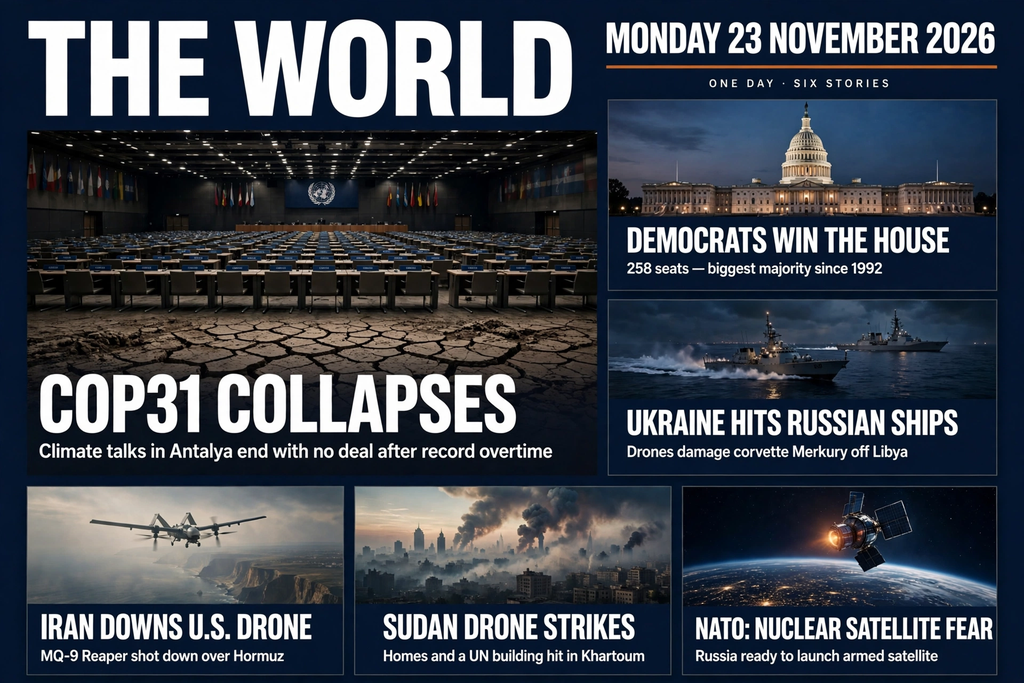 THE WORLD
MONDAY 23 NOVEMBER 2026
ONE DAY · SIX STORIES
COP31 COLLAPSES
Climate talks in Antalya end with no deal after record overtime
DEMOCRATS WIN THE HOUSE
258 seats — biggest majority since 1992
UKRAINE HITS RUSSIAN SHIPS
Drones damage corvette Merkury off Libya
IRAN DOWNS U.S. DRONE
MQ-9 Reaper shot down over Hormuz
SUDAN DRONE STRIKES
Homes and a UN building hit in Khartoum
NATO: NUCLEAR SATELLITE FEAR
Russia ready to launch armed satellite